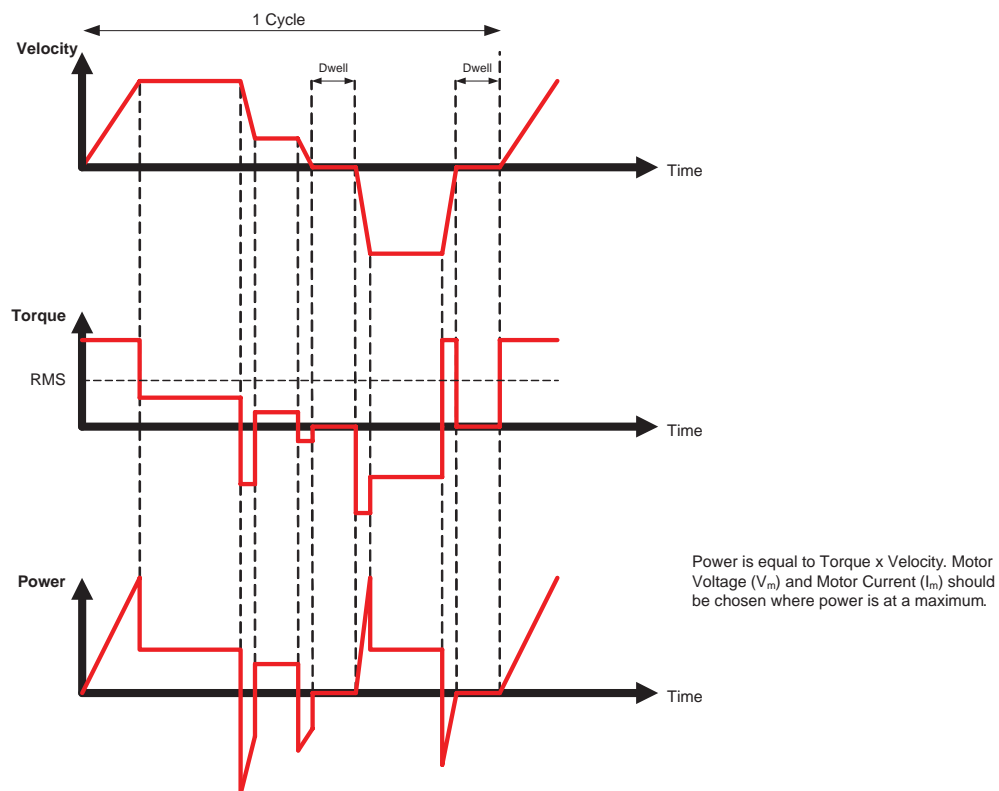 1 Cycle
Velocity
Dwell
Dwell
Time
Torque
RMS
Time
Power
Power is equal to Torque x Velocity. Motor
Voltage (Vm) and Motor Current (Im) should
be chosen where power is at a maximum.
Time